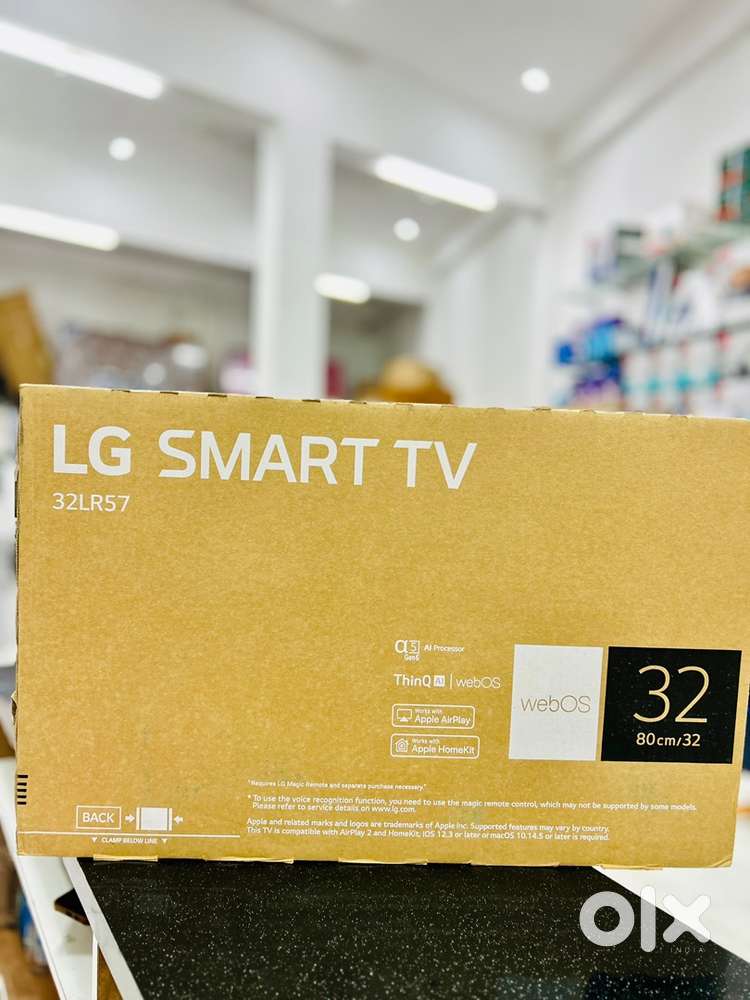 LG SMART TV
32LR57
α5 AI Processor
Gen6
ThinQ AI | webOS
Works with
Apple AirPlay
Works with
Apple HomeKit
webOS
32
80cm/32
*Requires LG Magic Remote and separate purchase necessary.*
* To use the voice recognition function, you need to use the magic remote control, which may not be supported by some models.
Please refer to service details on www.lg.com.
Apple and related marks and logos are trademarks of Apple Inc. Supported features may vary by country.
This TV is compatible with AirPlay 2 and HomeKit, iOS 12.3 or later or macOS 10.14.5 or later is required.
BACK
▼ CLAMP BELOW LINE ▼
olx
INDIA